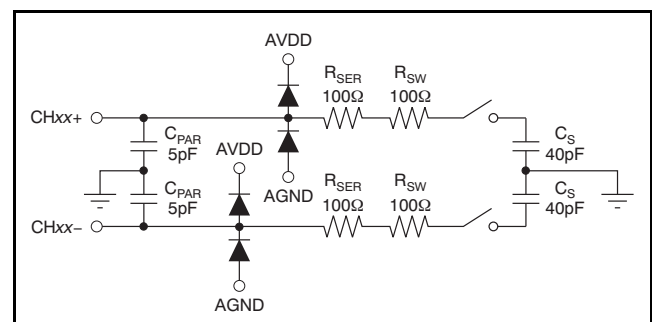 AVDD
R_SER R_SW
100Ω 100Ω
CHxx+
C_PAR
5pF
AVDD
C_S
40pF
C_PAR
5pF
AGND
R_SER R_SW
100Ω 100Ω
C_S
40pF
CHxx−
AGND